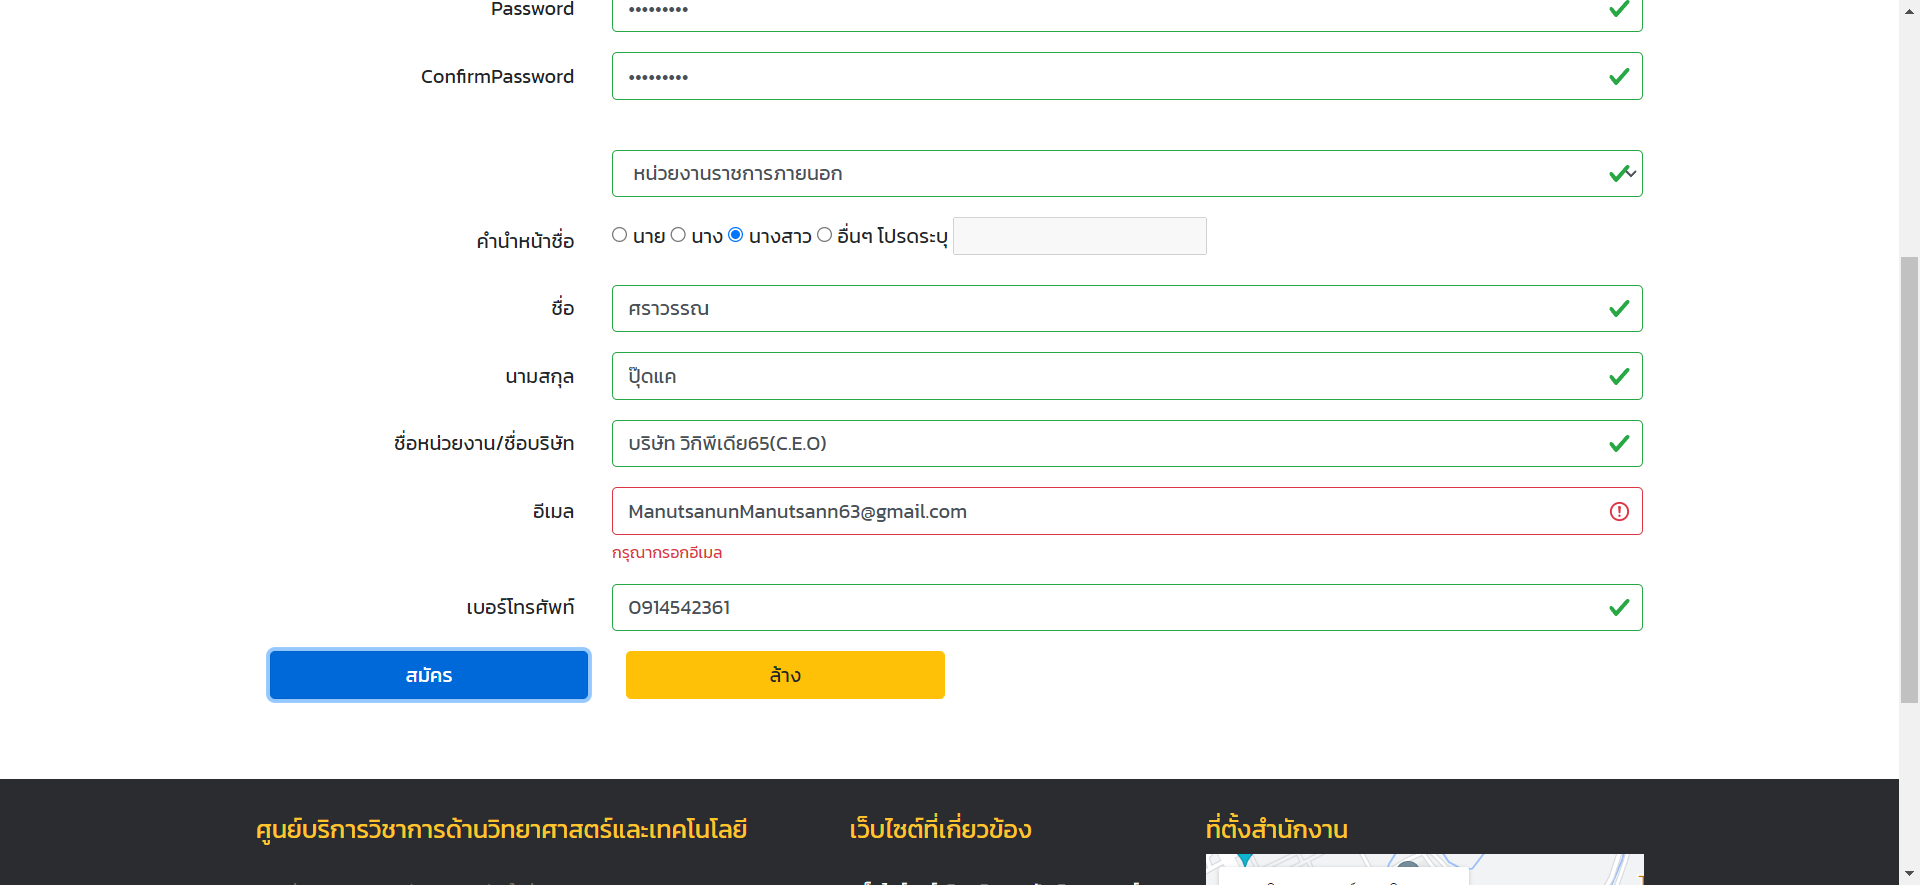 Password •••••••••
ConfirmPassword •••••••••
หน่วยงานราชการภายนอก
คำนำหน้าชื่อ นาย นาง นางสาว อื่นๆ โปรดระบุ
ชื่อ ศราวรรณ
นามสกุล ปุ๊ดแค
ชื่อหน่วยงาน/ชื่อบริษัท บริษัท วิกิพีเดีย65(C.E.O)
อีเมล ManutsanunManutsann63@gmail.com
กรุณากรอกอีเมล
เบอร์โทรศัพท์ 0914542361
สมัคร ล้าง
ศูนย์บริการวิชาการด้านวิทยาศาสตร์และเทคโนโลยี เว็บไซต์ที่เกี่ยวข้อง ที่ตั้งสำนักงาน